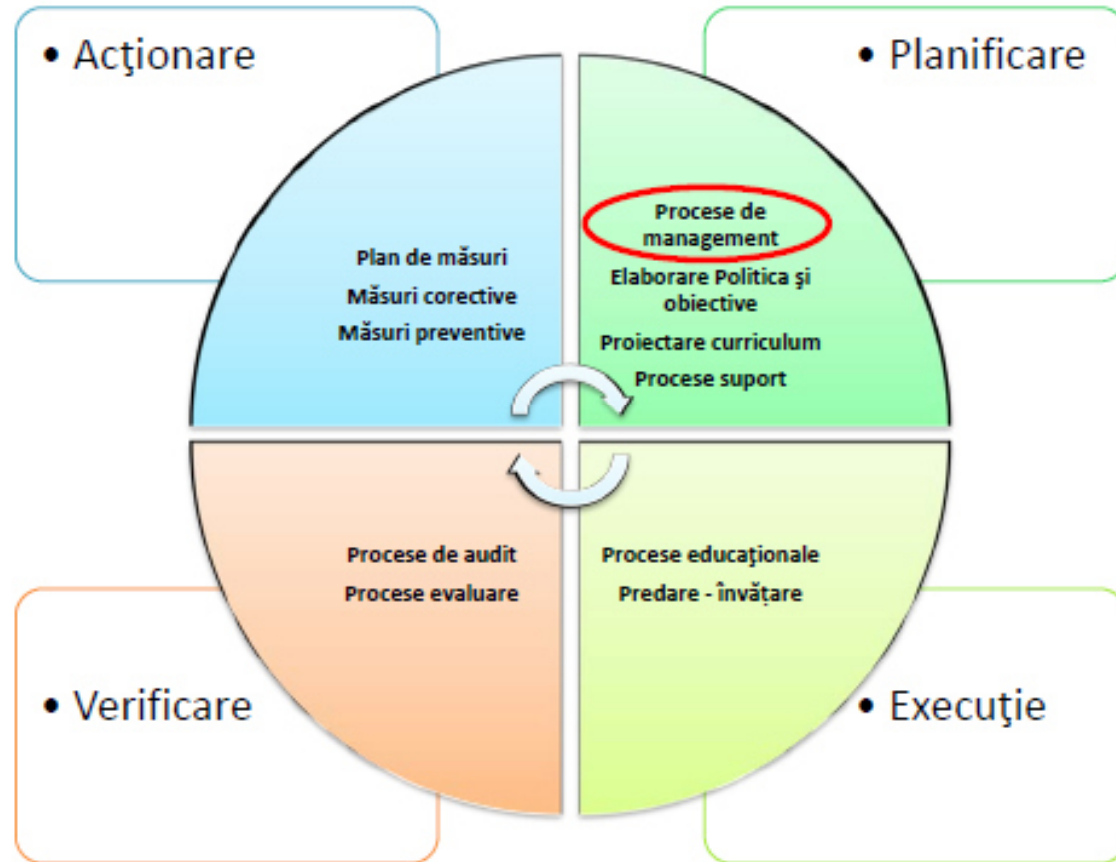 • Acţionare
• Planificare
Plan de măsuri
Măsuri corective
Măsuri preventive
Procese de
management
Elaborare Politica şi
obiective
Proiectare curriculum
Procese suport
Procese de audit
Procese evaluare
Procese educaţionale
Predare - învățare
• Verificare
• Execuţie